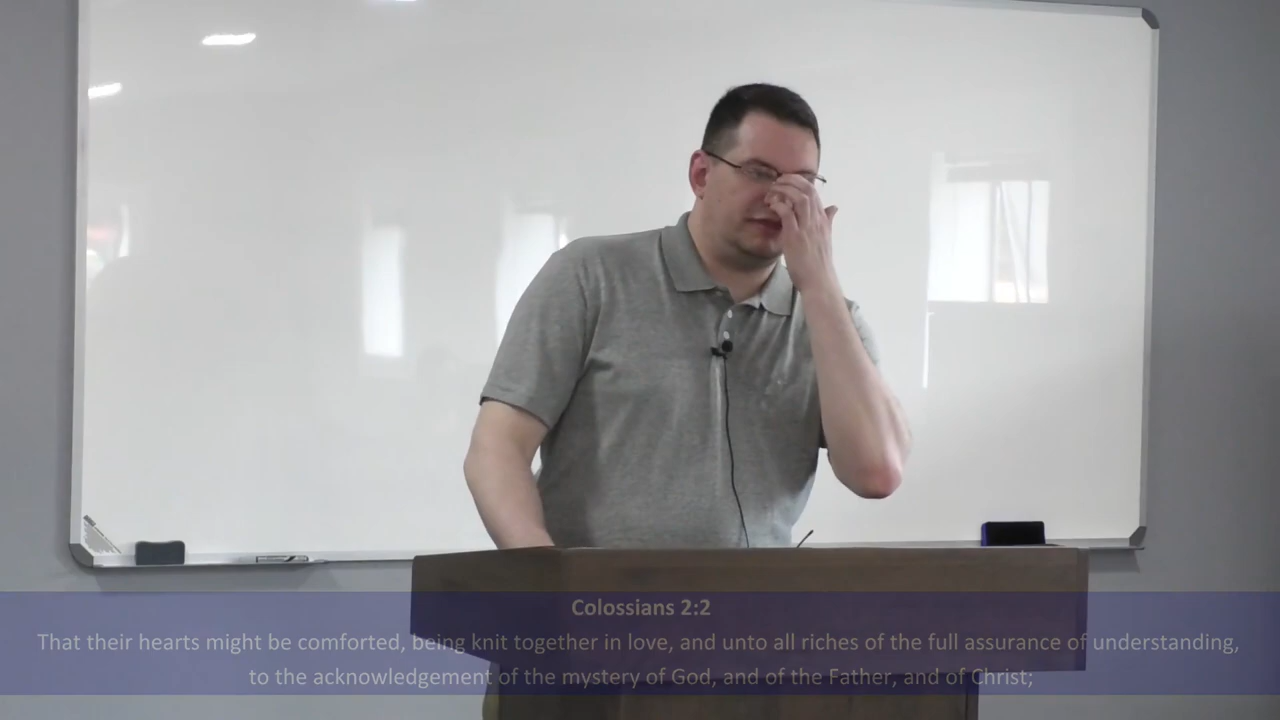 Colossians 2:2
That their hearts might be comforted, being knit together in love, and unto all riches of the full assurance of understanding,
to the acknowledgement of the mystery of God, and of the Father, and of Christ;